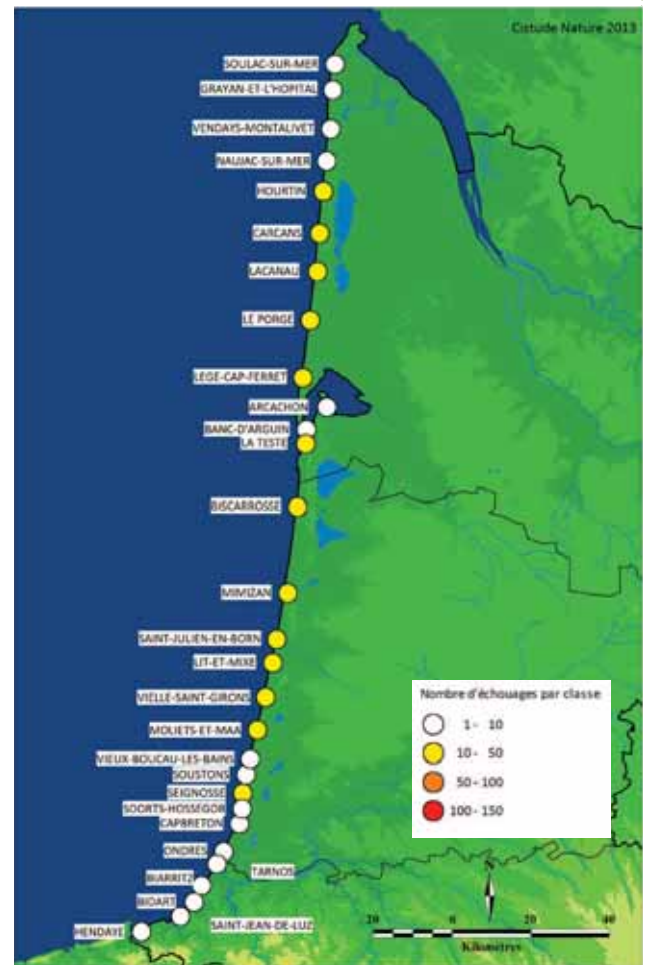 Cistude Nature 2013
SOULAC-SUR-MER
GRAYAN-ET-L'HOPITAL
VENDAYS-MONTALIVET
NAUJAC-SUR-MER
HOURTIN
CARCANS
LACANAU
LE PORGE
LEGE-CAP-FERRET
ARCACHON
BANC-D'ARGUIN
LA TESTE
BISCARROSSE
MIMIZAN
SAINT-JULIEN-EN-BORN
LIT-ET-MIXE
VIELLE-SAINT-GIRONS
MOLIETS-ET-MAA
VIEUX-BOUCAU-LES-BAINS
SOUSTONS
SEIGNOSSE
SOORTS-HOSSEGOR
CAPBRETON
ONDRES
TARNOS
BIARRITZ
BIDART
SAINT-JEAN-DE-LUZ
HENDAYE
Nombre d'échouages par classe
1 - 10
10 - 50
50 - 100
100 - 150
20 0 20 40
Kilometres